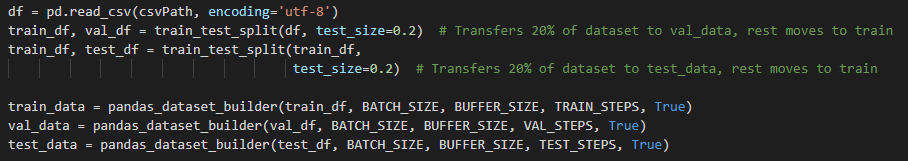 df = pd.read_csv(csvPath, encoding='utf-8')
train_df, val_df = train_test_split(df, test_size=0.2)  # Transfers 20% of dataset to val_data, rest moves to train
train_df, test_df = train_test_split(train_df,
                                     test_size=0.2)  # Transfers 20% of dataset to test_data, rest moves to train

train_data = pandas_dataset_builder(train_df, BATCH_SIZE, BUFFER_SIZE, TRAIN_STEPS, True)
val_data = pandas_dataset_builder(val_df, BATCH_SIZE, BUFFER_SIZE, VAL_STEPS, True)
test_data = pandas_dataset_builder(test_df, BATCH_SIZE, BUFFER_SIZE, TEST_STEPS, True)